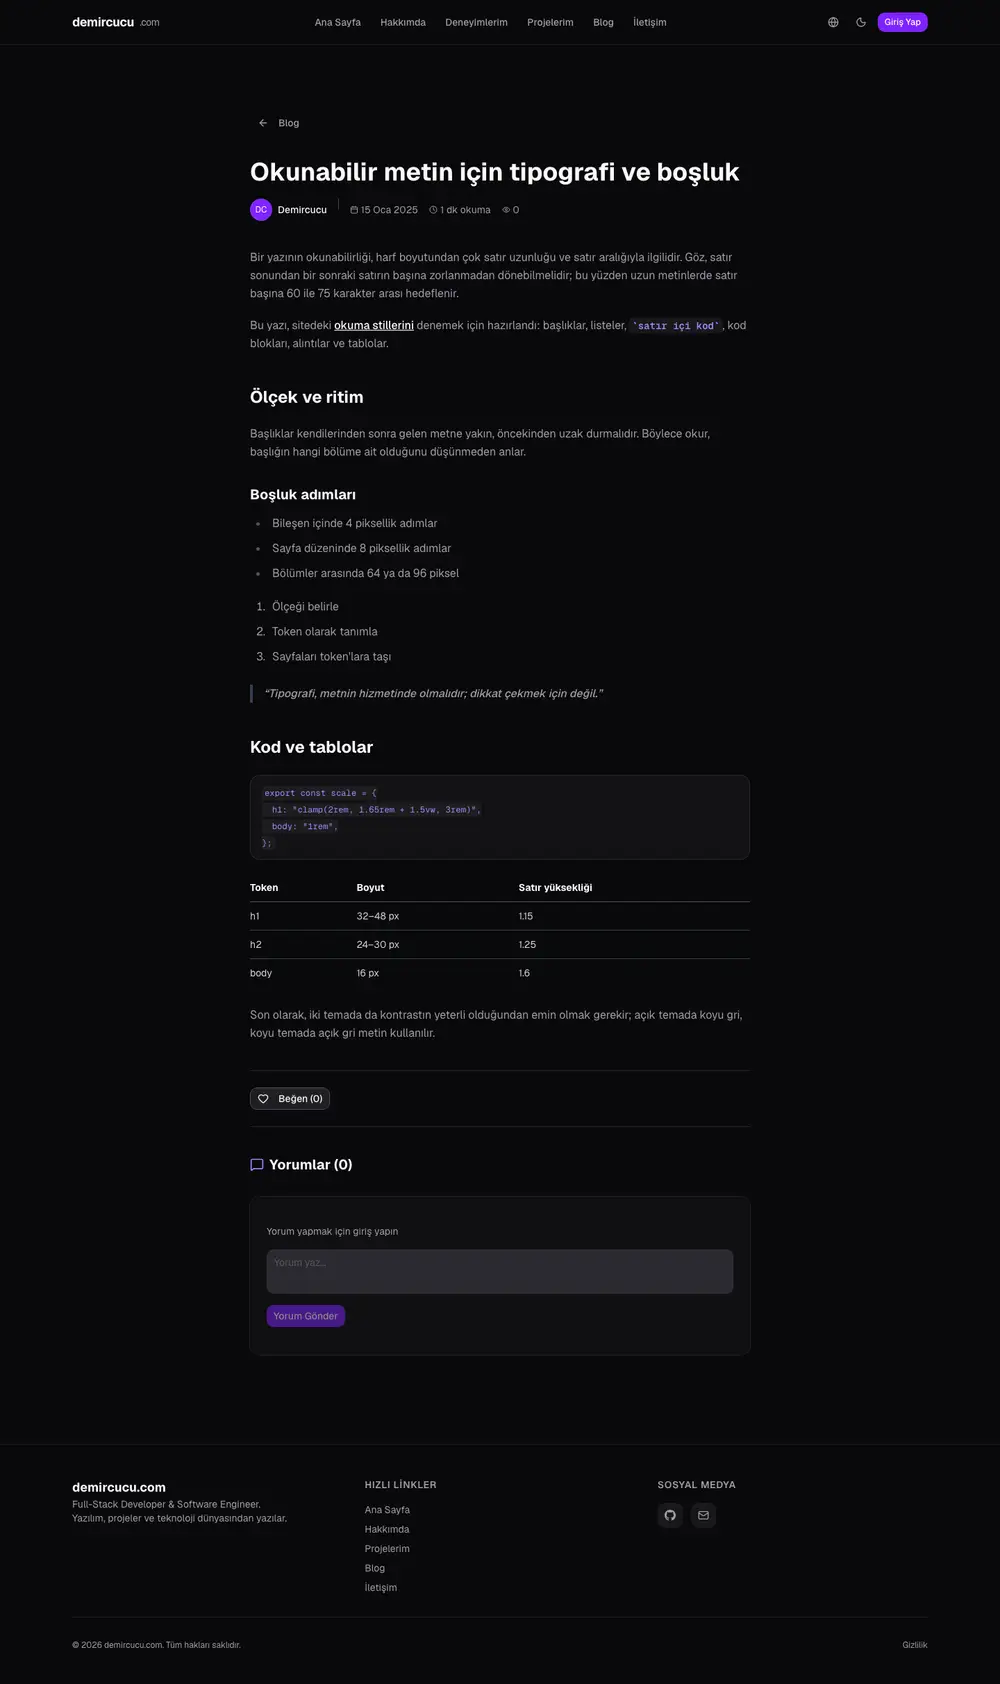 demircucu .com
Ana Sayfa Hakkımda Deneyimlerim Projelerim Blog İletişim
Giriş Yap
Blog
Okunabilir metin için tipografi ve boşluk
DC Demircucu 15 Oca 2025 1 dk okuma 0
Bir yazının okunabilirliği, harf boyutundan çok satır uzunluğu ve satır aralığıyla ilgilidir. Göz, satır
sonundan bir sonraki satırın başına zorlanmadan dönebilmelidir; bu yüzden uzun metinlerde satır
başına 60 ile 75 karakter arası hedeflenir.
Bu yazı, sitedeki okuma stillerini denemek için hazırlandı: başlıklar, listeler, `satır içi kod`, kod
blokları, alıntılar ve tablolar.
Ölçek ve ritim
Başlıklar kendilerinden sonra gelen metne yakın, öncekinden uzak durmalıdır. Böylece okur,
başlığın hangi bölüme ait olduğunu düşünmeden anlar.
Boşluk adımları
• Bileşen içinde 4 piksellik adımlar
• Sayfa düzeninde 8 piksellik adımlar
• Bölümler arasında 64 ya da 96 piksel
1. Ölçeği belirle
2. Token olarak tanımla
3. Sayfaları token'lara taşı
“Tipografi, metnin hizmetinde olmalıdır; dikkat çekmek için değil.”
Kod ve tablolar
export const scale = {
h1: "clamp(2rem, 1.65rem + 1.5vw, 3rem)",
body: "1rem",
};
Token Boyut Satır yüksekliği
h1 32–48 px 1.15
h2 24–30 px 1.25
body 16 px 1.6
Son olarak, iki temada da kontrastın yeterli olduğundan emin olmak gerekir; açık temada koyu gri,
koyu temada açık gri metin kullanılır.
Beğen (0)
Yorumlar (0)
Yorum yapmak için giriş yapın
Yorum yaz...
Yorum Gönder
demircucu.com
Full-Stack Developer & Software Engineer.
Yazılım, projeler ve teknoloji dünyasından yazılar.
HIZLI LİNKLER
Ana Sayfa
Hakkımda
Projelerim
Blog
İletişim
SOSYAL MEDYA
© 2026 demircucu.com. Tüm hakları saklıdır.
Gizlilik